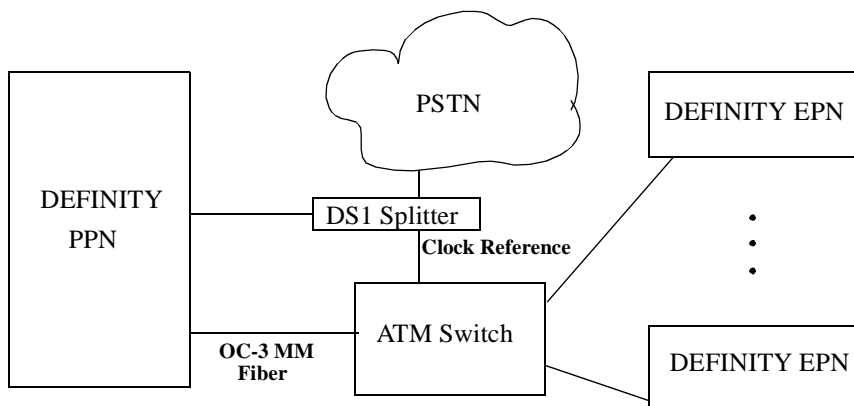 PSTN
DEFINITY EPN
DEFINITY
PPN
DS1 Splitter
Clock Reference
ATM Switch
OC-3 MM
Fiber
DEFINITY EPN